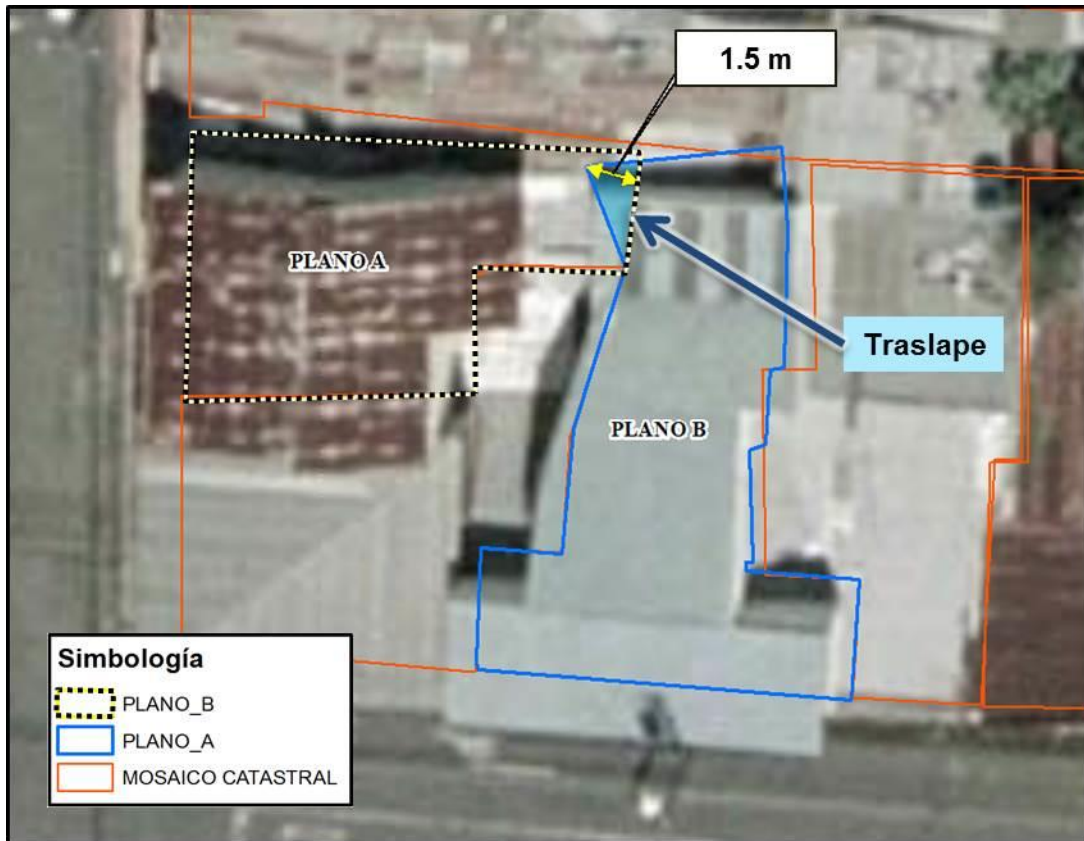 1.5 m
PLANO A
Traslape
PLANO B
Simbología
PLANO_B
PLANO_A
MOSAICO CATASTRAL